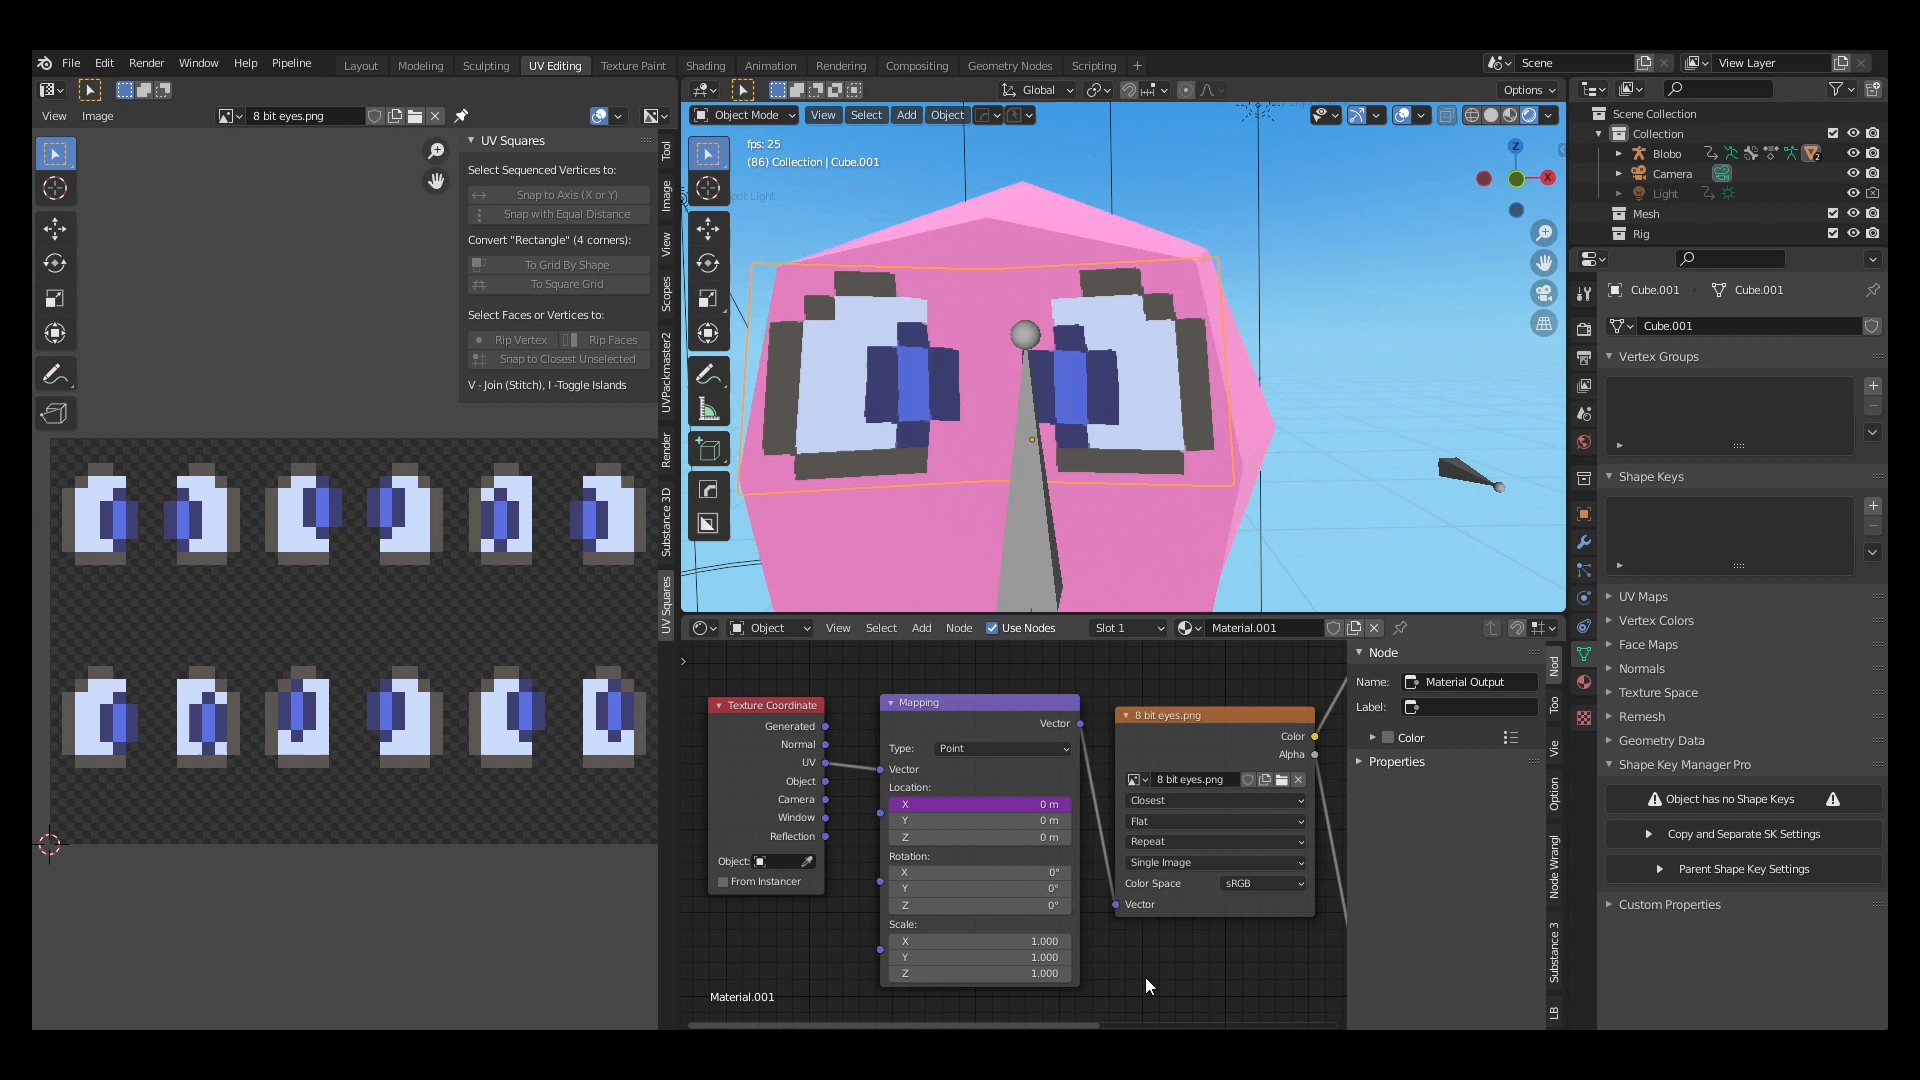 File Edit Render Window Help Pipeline Layout Modeling Sculpting UV Editing Texture Paint Shading Animation Rendering Compositing Geometry Nodes Scripting + Scene View Layer
Global Options
View Image 8 bit eyes.png
Object Mode View Select Add Object
UV Squares
Select Sequenced Vertices to:
Snap to Axis (X or Y)
Snap with Equal Distance
Convert "Rectangle" (4 corners):
To Grid By Shape
To Square Grid
Select Faces or Vertices to:
Rip Vertex Rip Faces
Snap to Closest Unselected
V - Join (Stitch), I -Toggle Islands
Tool
Image
View
Scopes
UVPackmaster2
Render
Substance 3D
UV Squares
fps: 25
(86) Collection | Cube.001
Spot Light
Z
X
Scene Collection
Collection
Blobo 2
Camera
Light
Mesh
Rig
Cube.001 Cube.001
Cube.001
Vertex Groups
Shape Keys
UV Maps
Vertex Colors
Face Maps
Normals
Texture Space
Remesh
Geometry Data
Shape Key Manager Pro
Object has no Shape Keys
Copy and Separate SK Settings
Parent Shape Key Settings
Custom Properties
Object View Select Add Node Use Nodes Slot 1 Material.001
Texture Coordinate
Generated
Normal
UV
Object
Camera
Window
Reflection
Object:
From Instancer
Mapping
Vector
Type: Point
Vector
Location:
X 0 m
Y 0 m
Z 0 m
Rotation:
X 0°
Y 0°
Z 0°
Scale:
X 1.000
Y 1.000
Z 1.000
8 bit eyes.png
Color
Alpha
8 bit eyes.png
Closest
Flat
Repeat
Single Image
Color Space sRGB
Vector
Material.001
Node
Name: Material Output
Label:
Color
Properties
Nod
Too
Vie
Option
Node Wrangl
Substance 3
LB